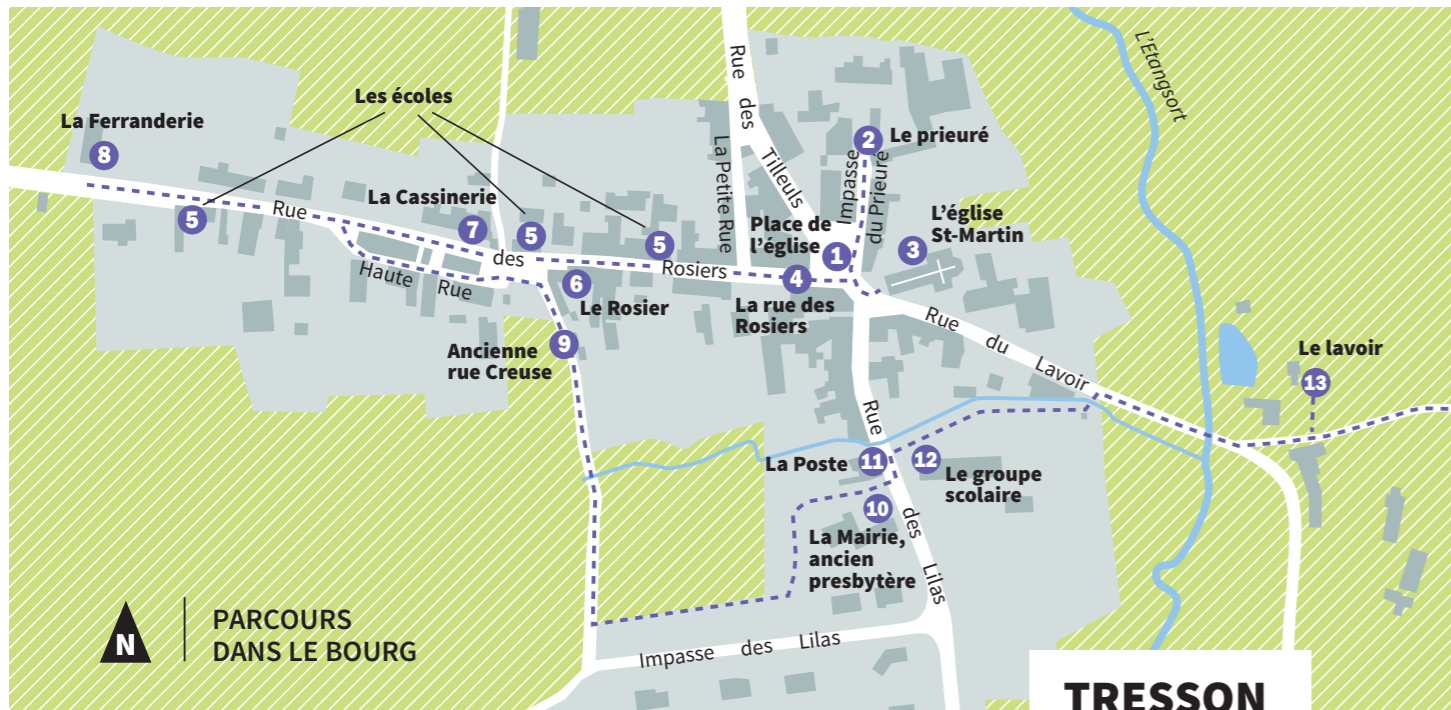 Les écoles
La Ferranderie
8
5
Rue des Rosiers
La Cassinerie
7
5
5
Haute Rue
6
Le Rosier
Ancienne
rue Creuse
9
Rue des Tilleuls
La Petite Rue
2
Le prieuré
Impasse
du Prieuré
Place de
l’église
1
L’église
St-Martin
3
4
La rue des
Rosiers
L’Etangsort
Rue du Lavoir
Le lavoir
13
Rue des Lilas
La Poste
11
12
Le groupe
scolaire
10
La Mairie,
ancien
presbytère
Impasse des Lilas
N
PARCOURS
DANS LE BOURG
TRESSON